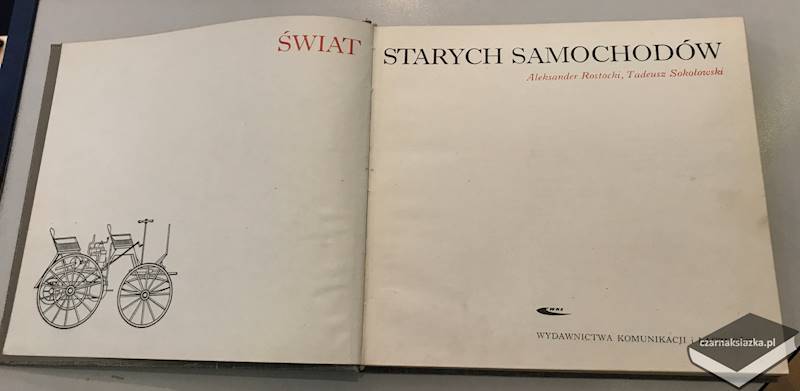 ŚWIAT STARYCH SAMOCHODÓW
Aleksander Rostocki, Tadeusz Sokołowski
WKŁ
WYDAWNICTWA KOMUNIKACJI i
czarnaksiazka.pl